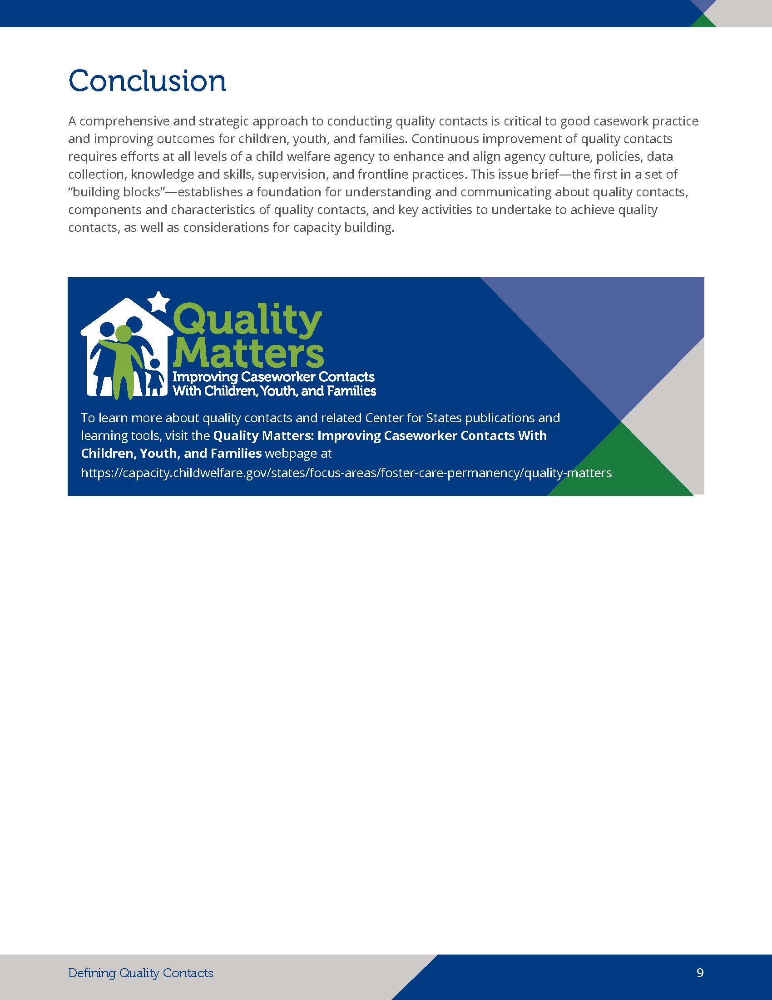 Conclusion
A comprehensive and strategic approach to conducting quality contacts is critical to good casework practice
and improving outcomes for children, youth, and families. Continuous improvement of quality contacts
requires efforts at all levels of a child welfare agency to enhance and align agency culture, policies, data
collection, knowledge and skills, supervision, and frontline practices. This issue brief—the first in a set of
“building blocks”—establishes a foundation for understanding and communicating about quality contacts,
components and characteristics of quality contacts, and key activities to undertake to achieve quality
contacts, as well as considerations for capacity building.
Quality
Matters
Improving Caseworker Contacts
With Children, Youth, and Families
To learn more about quality contacts and related Center for States publications and
learning tools, visit the Quality Matters: Improving Caseworker Contacts With
Children, Youth, and Families webpage at
https://capacity.childwelfare.gov/states/focus-areas/foster-care-permanency/quality-matters
Defining Quality Contacts
9